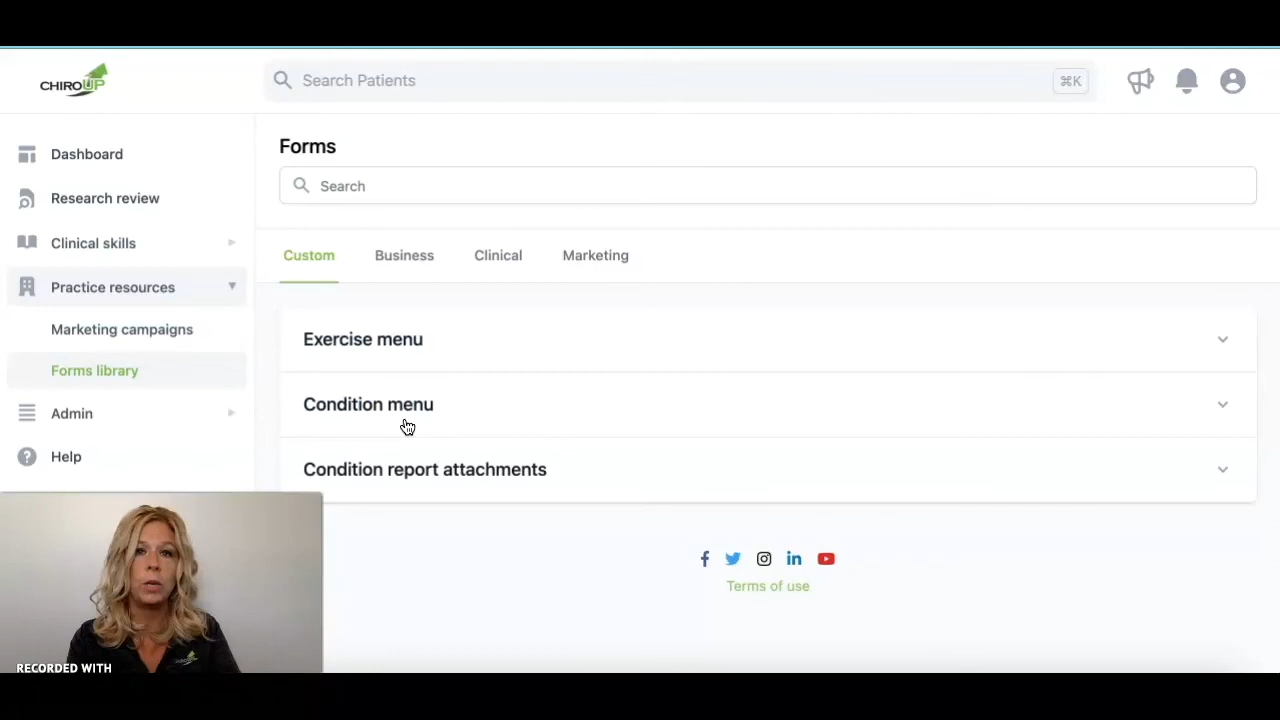 CHIROUP
Search Patients
⌘K
Dashboard
Research review
Clinical skills
Practice resources
Marketing campaigns
Forms library
Admin
Help
Forms
Search
Custom Business Clinical Marketing
Exercise menu
Condition menu
Condition report attachments
Terms of use
RECORDED WITH